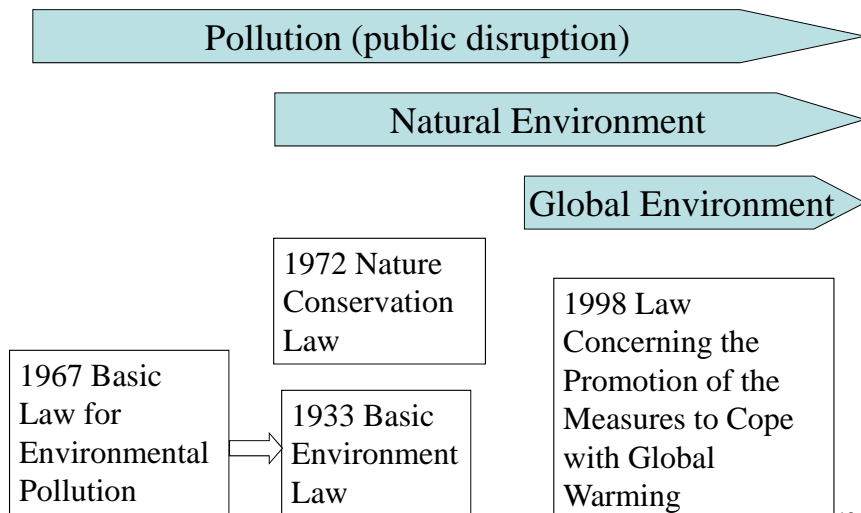 Pollution (public disruption)
Natural Environment
Global Environment
1972 Nature
Conservation
Law
1998 Law
Concerning the
Promotion of the
Measures to Cope
with Global
Warming
1967 Basic
Law for
Environmental
Pollution
1933 Basic
Environment
Law